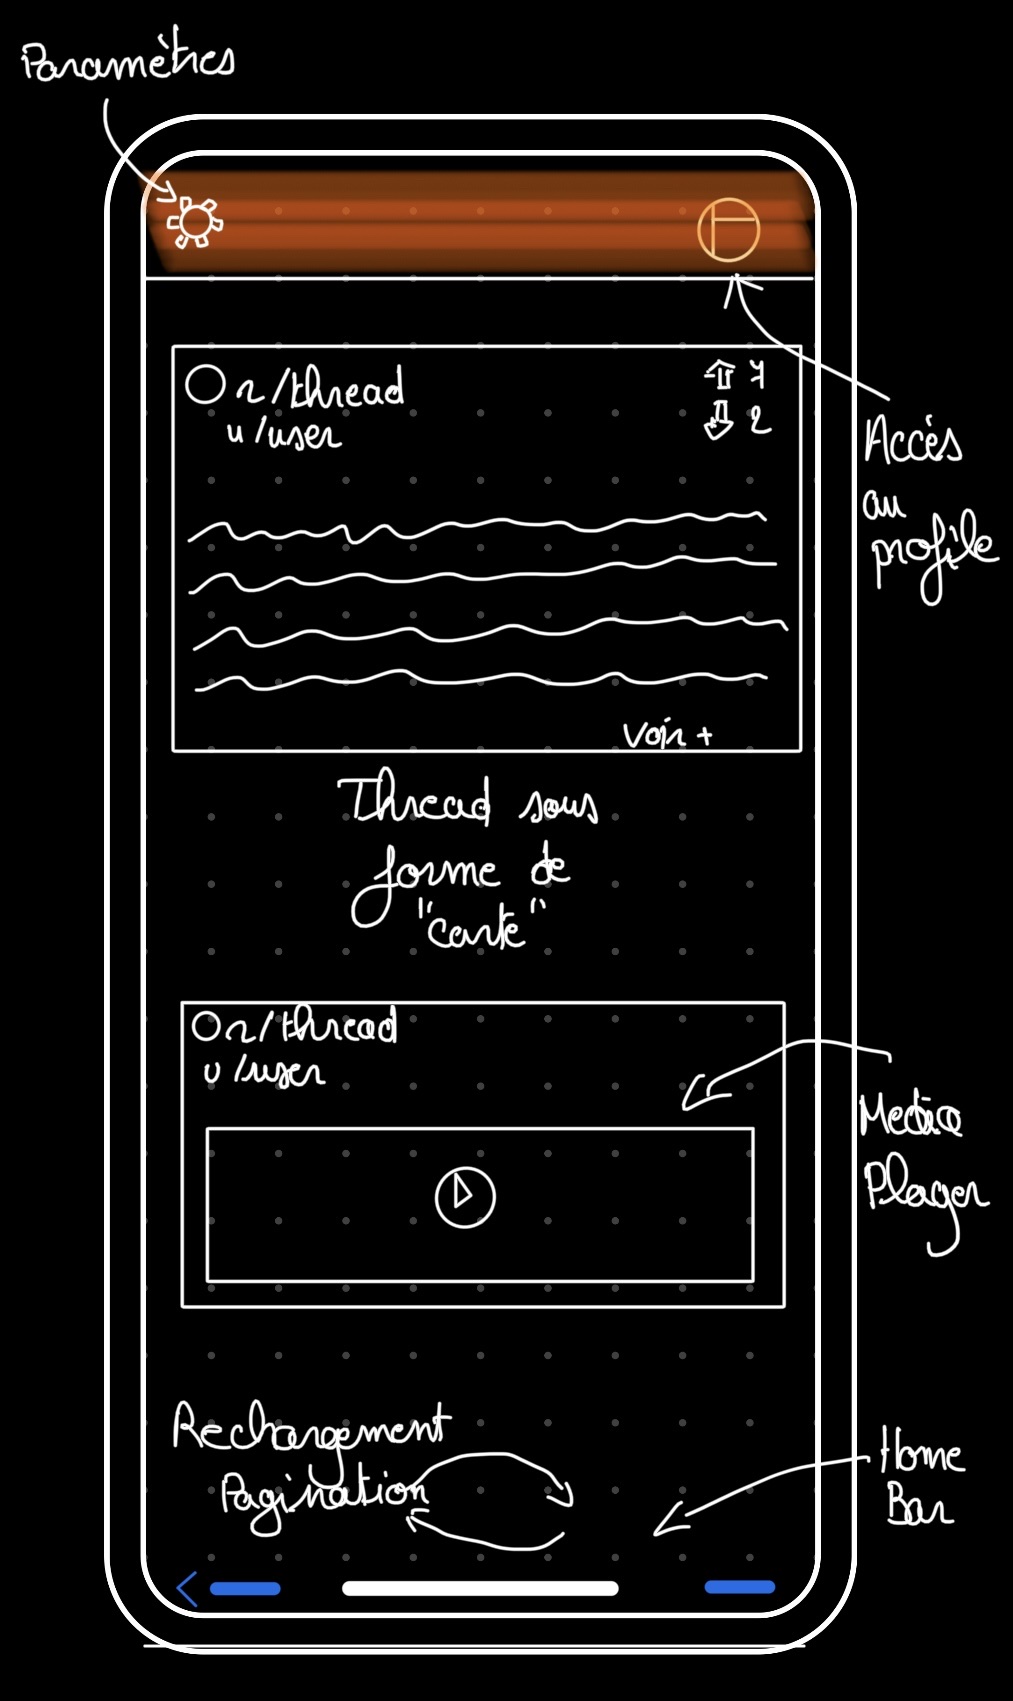 Paramètres
r/thread
u/user
7
2
Voir +
Accès
au
profile
Thread sous
forme de
"carte"
r/thread
u/user
Media
Player
Rechargement
Pagination
Home
Bar